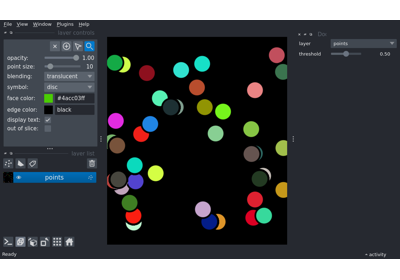 File View Window Plugins Help
layer controls
opacity: 1.00
point size: 10
blending: translucent
symbol: disc
face color: #4acc03ff
edge color: black
display text:
out of slice:
layer list
points
layer points
threshold 0.50
Ready
activity